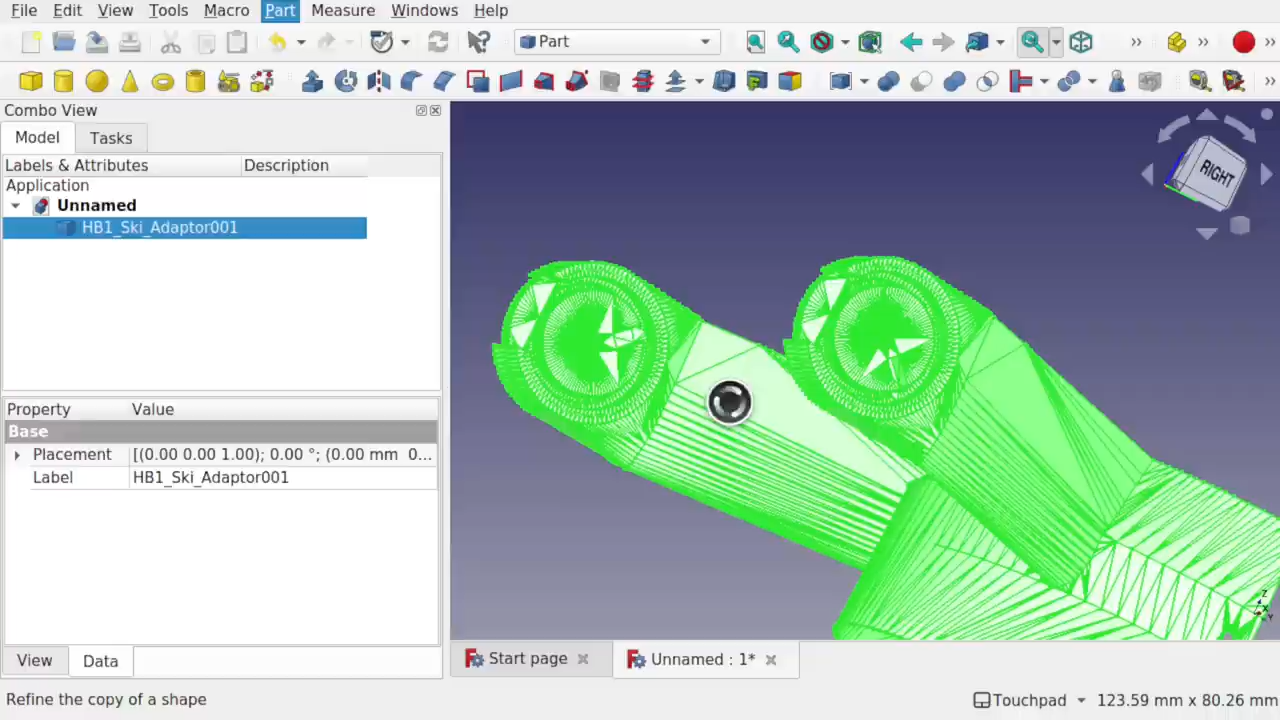 File Edit View Tools Macro Part Measure Windows Help
Part
Combo View
Model Tasks
Labels & Attributes Description
Application
Unnamed
HB1_Ski_Adaptor001
Property Value
Base
Placement [(0.00 0.00 1.00); 0.00 °; (0.00 mm 0...
Label HB1_Ski_Adaptor001
View Data
RIGHT
Z
X
Y
Start page Unnamed : 1*
Refine the copy of a shape
Touchpad 123.59 mm x 80.26 mm